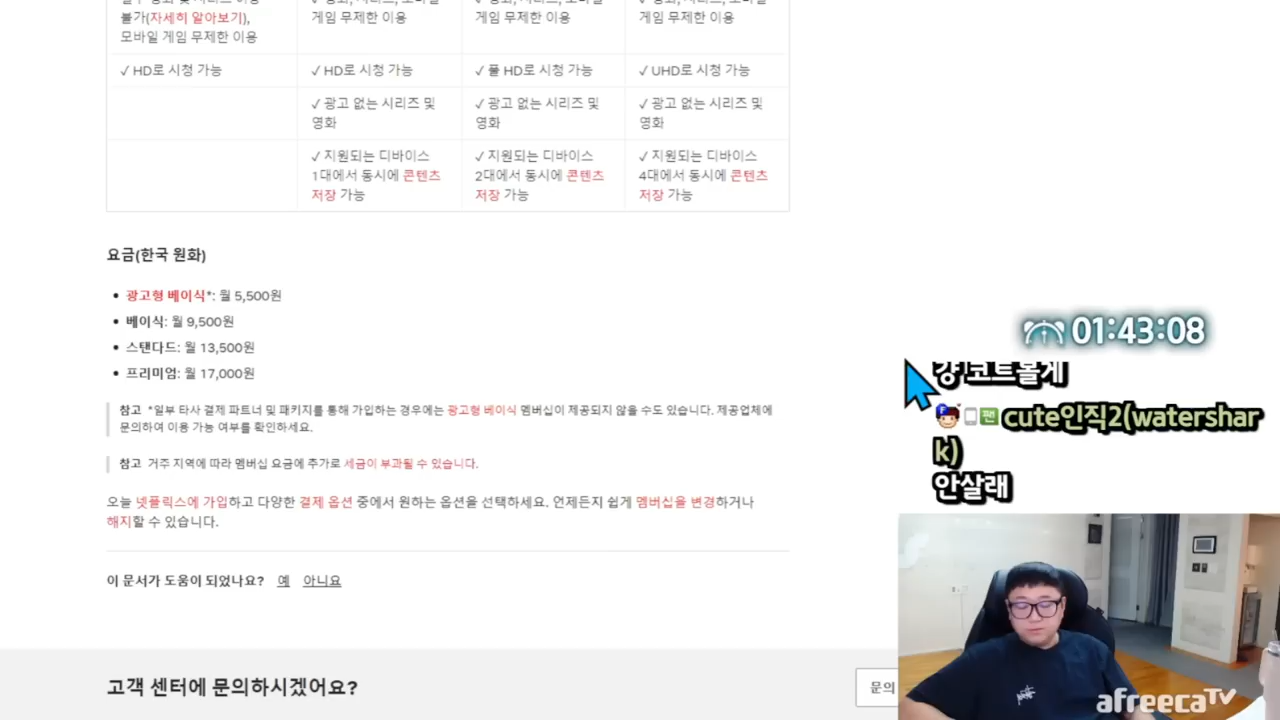 불가(자세히 알아보기),
모바일 게임 무제한 이용
게임 무제한 이용
게임 무제한 이용
게임 무제한 이용
✓ HD로 시청 가능
✓ HD로 시청 가능
✓ 풀 HD로 시청 가능
✓ UHD로 시청 가능
✓ 광고 없는 시리즈 및
영화
✓ 광고 없는 시리즈 및
영화
✓ 광고 없는 시리즈 및
영화
✓ 지원되는 디바이스
1대에서 동시에 콘텐츠
저장 가능
✓ 지원되는 디바이스
2대에서 동시에 콘텐츠
저장 가능
✓ 지원되는 디바이스
4대에서 동시에 콘텐츠
저장 가능
요금(한국 원화)
• 광고형 베이식*: 월 5,500원
• 베이식: 월 9,500원
• 스탠다드: 월 13,500원
• 프리미엄: 월 17,000원
참고 *일부 타사 결제 파트너 및 패키지를 통해 가입하는 경우에는 광고형 베이식 멤버십이 제공되지 않을 수도 있습니다. 제공업체에
문의하여 이용 가능 여부를 확인하세요.
참고 거주 지역에 따라 멤버십 요금에 추가로 세금이 부과될 수 있습니다.
오늘 넷플릭스에 가입하고 다양한 결제 옵션 중에서 원하는 옵션을 선택하세요. 언제든지 쉽게 멤버십을 변경하거나
해지할 수 있습니다.
이 문서가 도움이 되었나요? 예 아니요
고객 센터에 문의하시겠어요?
문의
01:43:08
걍 코트몰게
팬 cute인직2(watershar
k)
안살래
afreecaTV